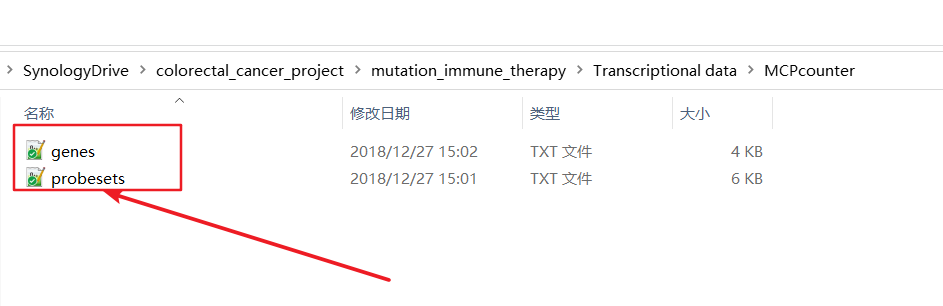 > SynologyDrive > colorectal_cancer_project > mutation_immune_therapy > Transcriptional data > MCPcounter
名称 修改日期 类型 大小
genes 2018/12/27 15:02 TXT 文件 4 KB
probesets 2018/12/27 15:01 TXT 文件 6 KB